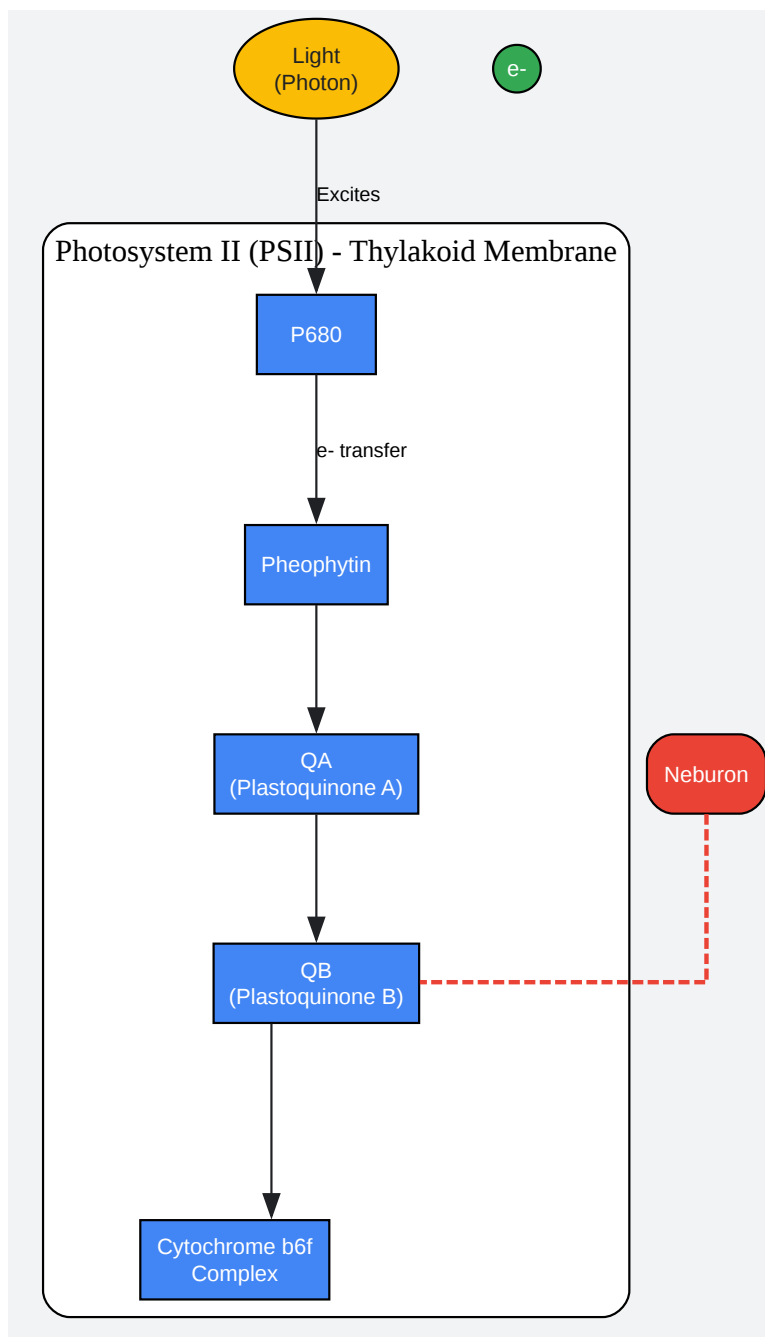 Light
(Photon)
e-
Excites
Photosystem II (PSII) - Thylakoid Membrane
P680
e- transfer
Pheophytin
QA
(Plastoquinone A)
Neburon
QB
(Plastoquinone B)
Cytochrome b6f
Complex